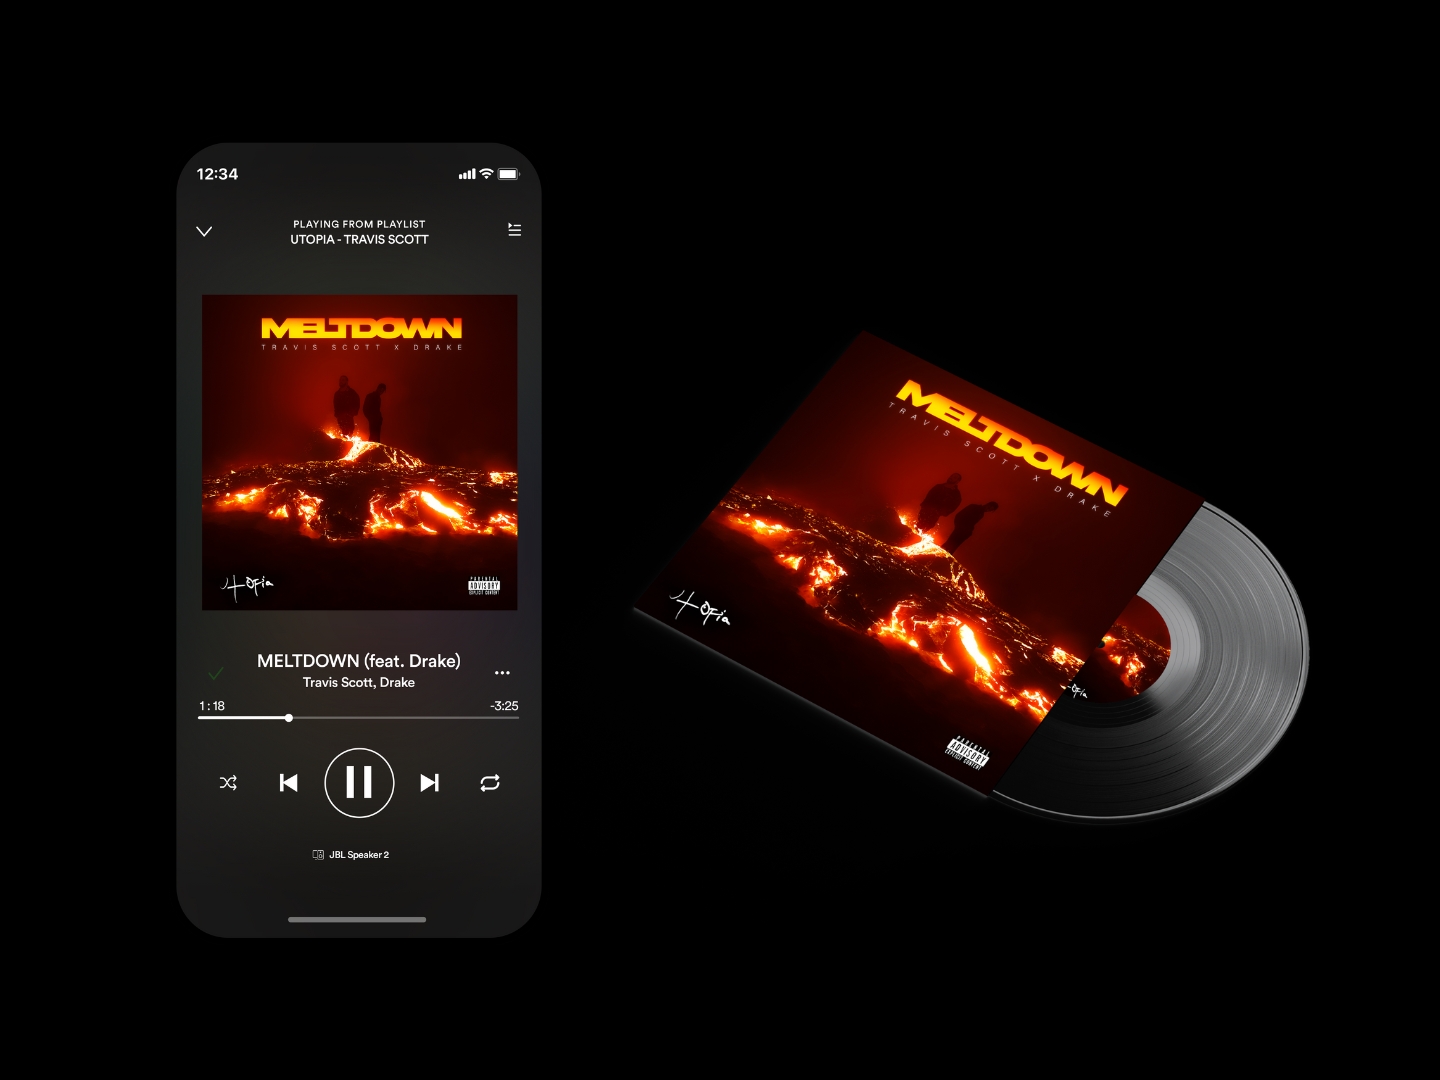 12:34
PLAYING FROM PLAYLIST
UTOPIA - TRAVIS SCOTT
MELTDOWN
TRAVIS SCOTT X DRAKE
UTOPIA
PARENTAL
ADVISORY
EXPLICIT CONTENT
MELTDOWN (feat. Drake)
Travis Scott, Drake
1:18
-3:25
JBL Speaker 2
MELTDOWN
TRAVIS SCOTT X DRAKE
UTOPIA
PARENTAL
ADVISORY
EXPLICIT CONTENT